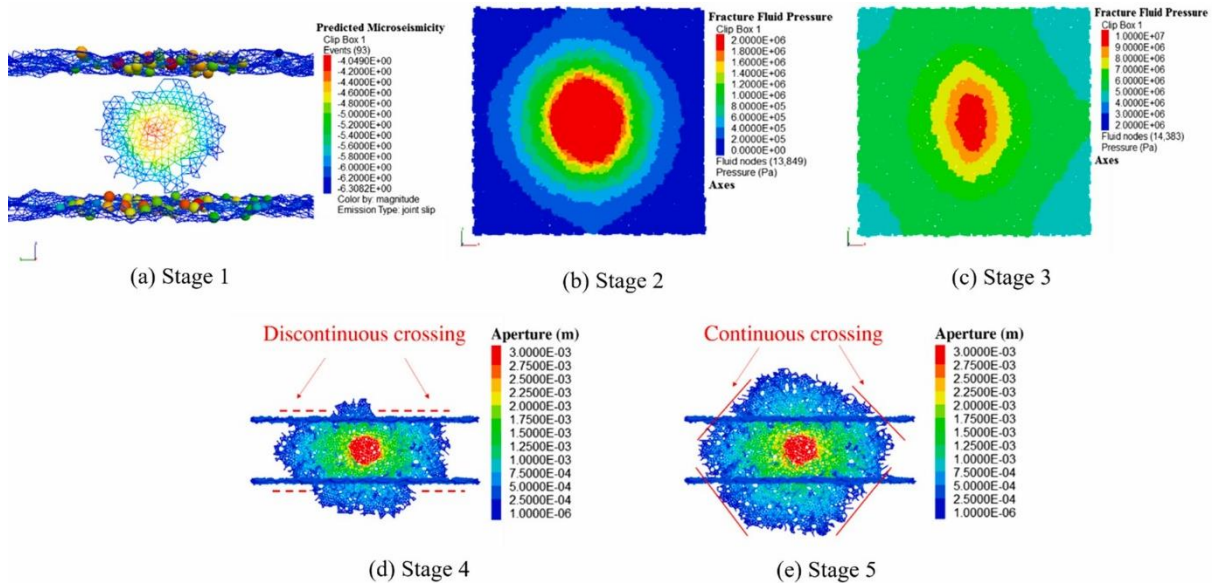 Predicted Microseismicity
Clip Box 1
Events (93)
-4.0490E+00
-4.2000E+00
-4.4000E+00
-4.6000E+00
-4.8000E+00
-5.0000E+00
-5.2000E+00
-5.4000E+00
-5.6000E+00
-5.8000E+00
-6.0000E+00
-6.2000E+00
-6.3082E+00
Color by: magnitude
Emission Type: joint slip
(a) Stage 1
Fracture Fluid Pressure
Clip Box 1
2.0000E+06
1.8000E+06
1.6000E+06
1.4000E+06
1.2000E+06
1.0000E+06
8.0000E+05
6.0000E+05
4.0000E+05
2.0000E+05
0.0000E+00
Fluid nodes (13,849)
Pressure (Pa)
Axes
(b) Stage 2
Fracture Fluid Pressure
Clip Box 1
1.0000E+07
9.0000E+06
8.0000E+06
7.0000E+06
6.0000E+06
5.0000E+06
4.0000E+06
3.0000E+06
2.0000E+06
Fluid nodes (14,383)
Pressure (Pa)
Axes
(c) Stage 3
Discontinuous crossing
Aperture (m)
3.0000E-03
2.7500E-03
2.5000E-03
2.2500E-03
2.0000E-03
1.7500E-03
1.5000E-03
1.2500E-03
1.0000E-03
7.5000E-04
5.0000E-04
2.5000E-04
1.0000E-06
(d) Stage 4
Continuous crossing
Aperture (m)
3.0000E-03
2.7500E-03
2.5000E-03
2.2500E-03
2.0000E-03
1.7500E-03
1.5000E-03
1.2500E-03
1.0000E-03
7.5000E-04
5.0000E-04
2.5000E-04
1.0000E-06
(e) Stage 5